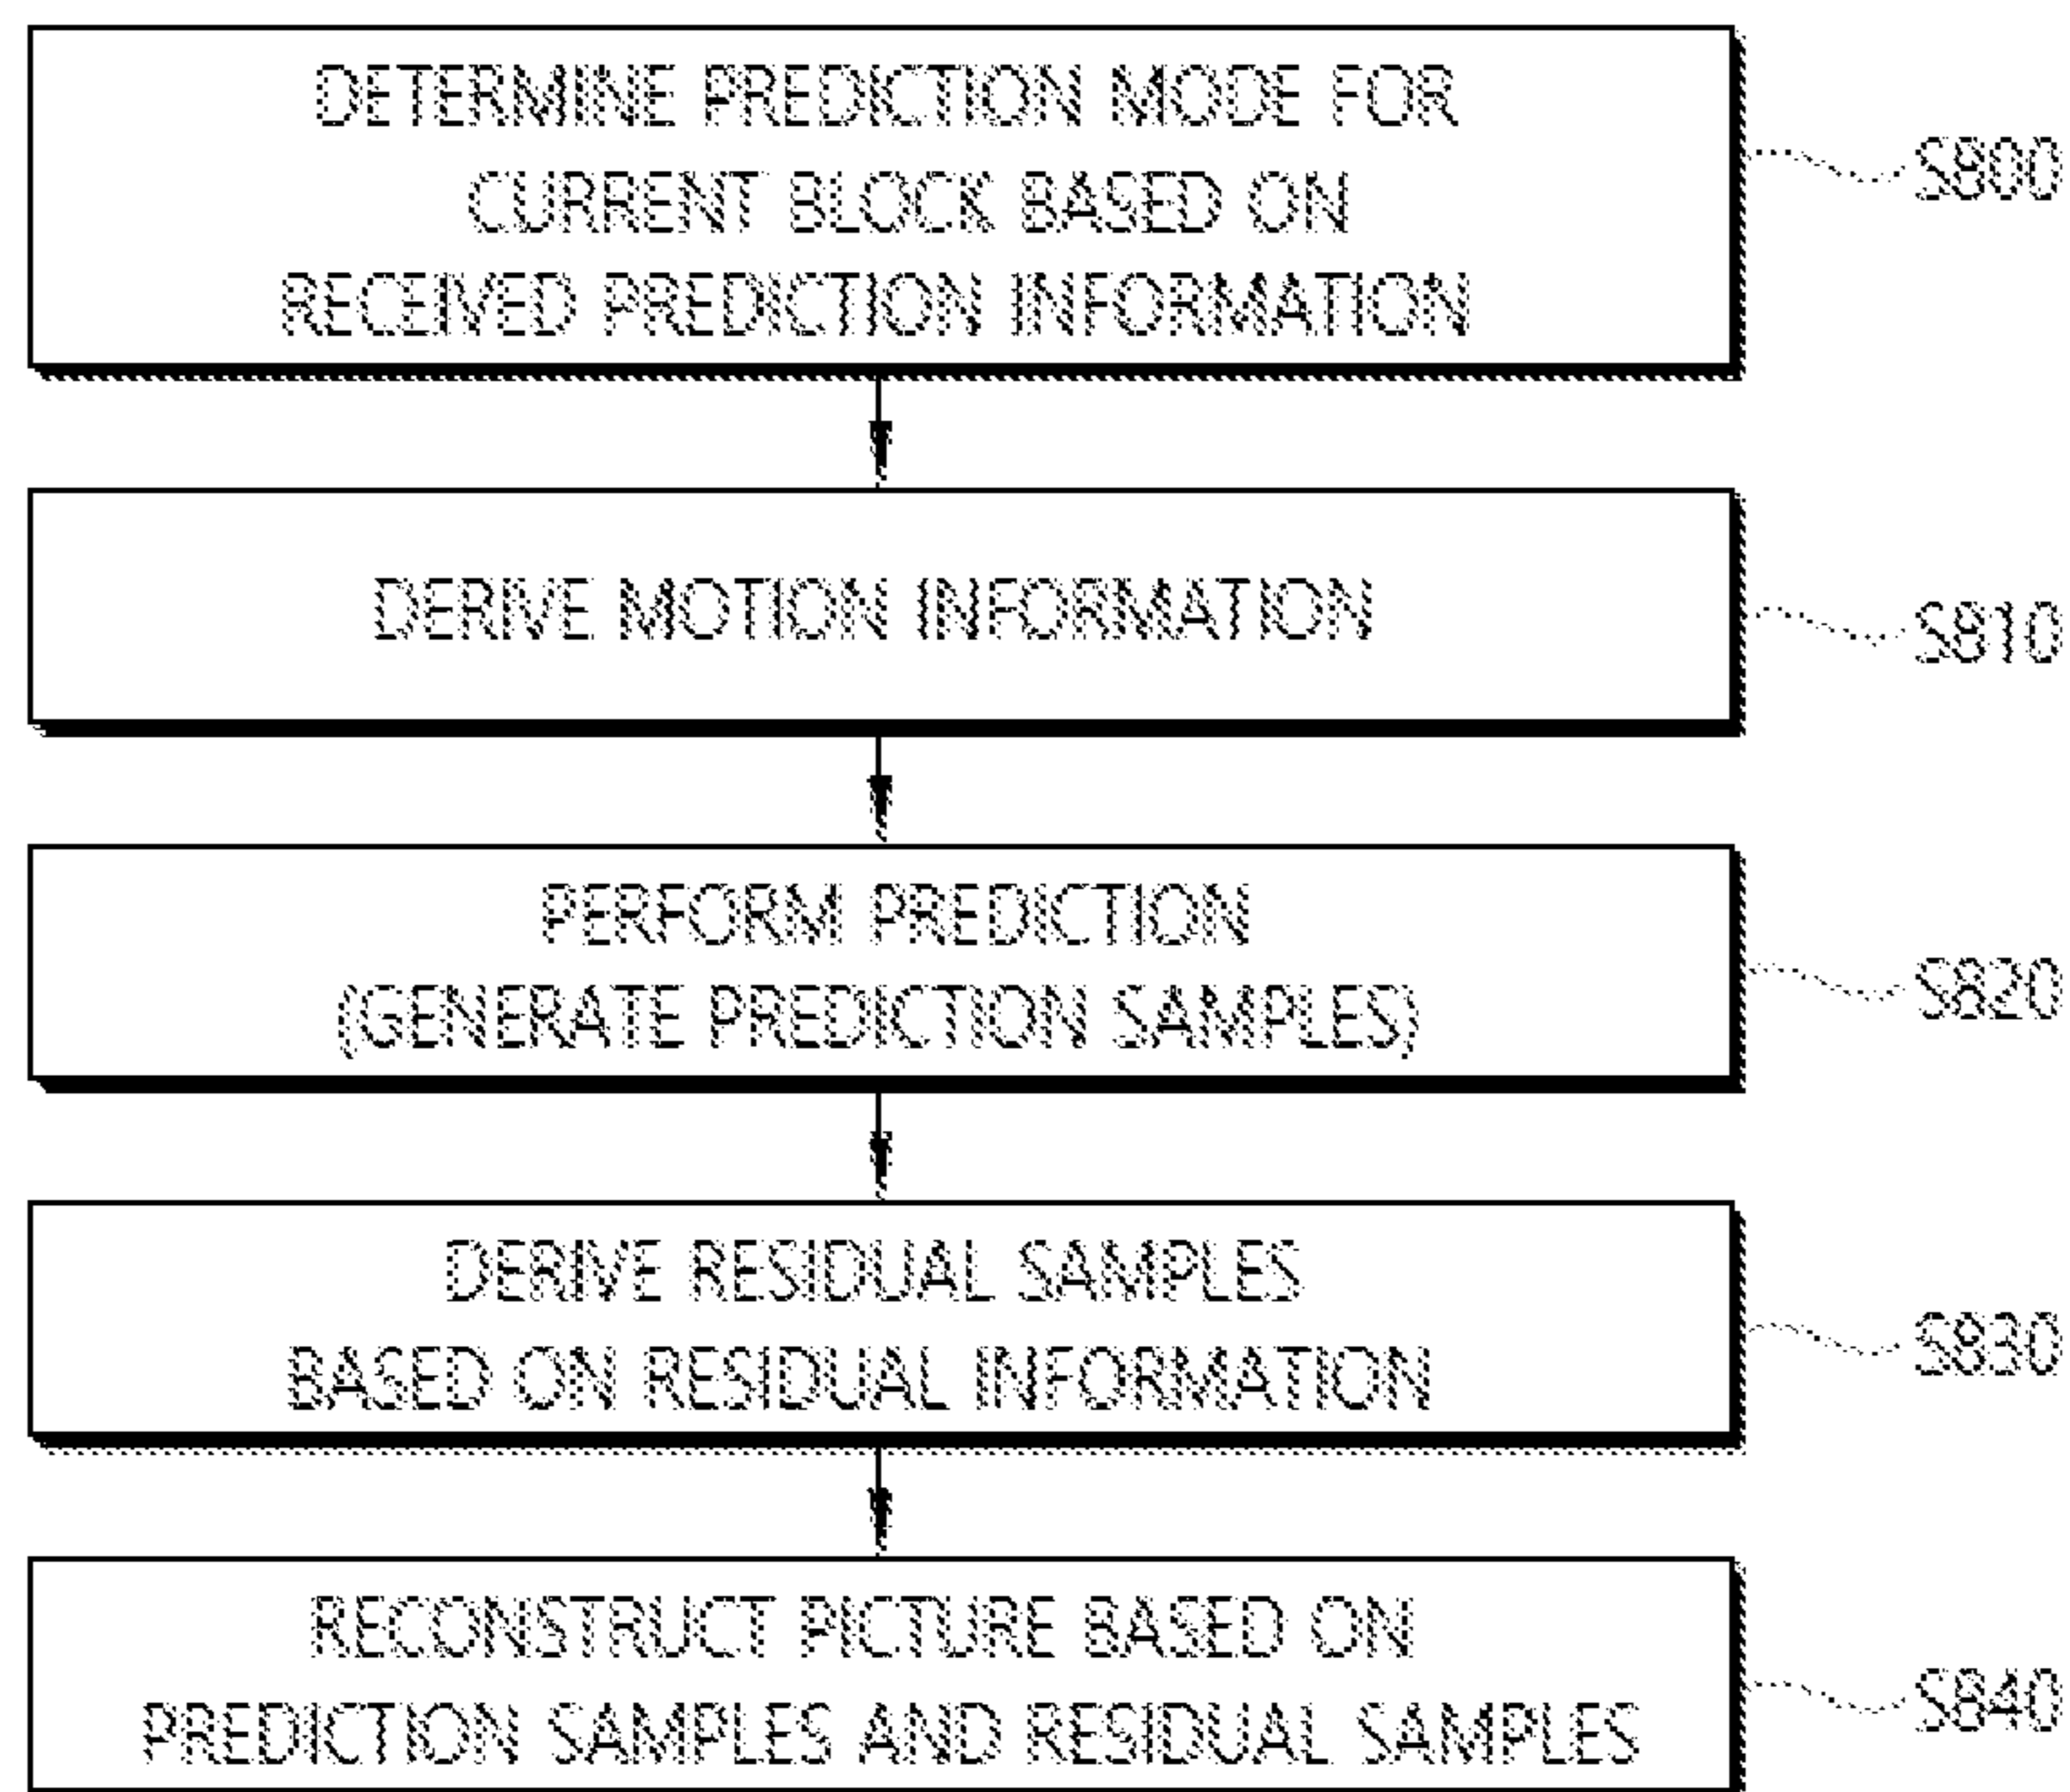 DETERMINE PREDICTION MODE FOR
CURRENT BLOCK BASED ON
RECEIVED PREDICTION INFORMATION
S800
DERIVE MOTION INFORMATION
S810
PERFORM PREDICTION
(GENERATE PREDICTION SAMPLES)
S820
DERIVE RESIDUAL SAMPLES
BASED ON RESIDUAL INFORMATION
S830
RECONSTRUCT PICTURE BASED ON
PREDICTION SAMPLES AND RESIDUAL SAMPLES
S840